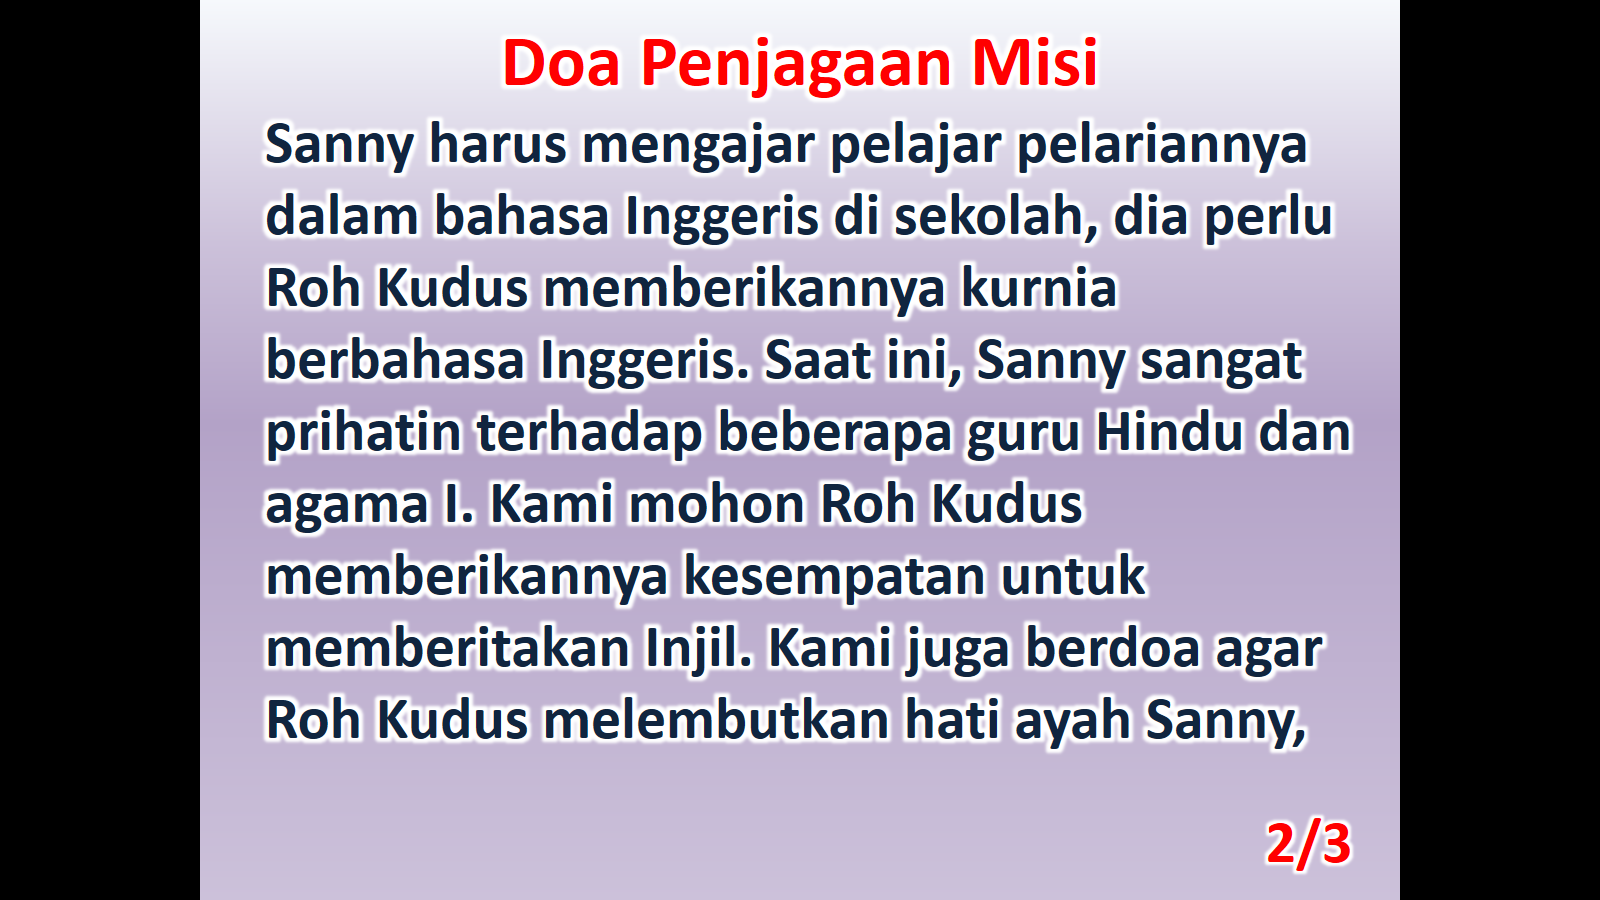 Doa Penjagaan Misi
Sanny harus mengajar pelajar pelariannya
dalam bahasa Inggeris di sekolah, dia perlu
Roh Kudus memberikannya kurnia
berbahasa Inggeris. Saat ini, Sanny sangat
prihatin terhadap beberapa guru Hindu dan
agama I. Kami mohon Roh Kudus
memberikannya kesempatan untuk
memberitakan Injil. Kami juga berdoa agar
Roh Kudus melembutkan hati ayah Sanny,
2/3